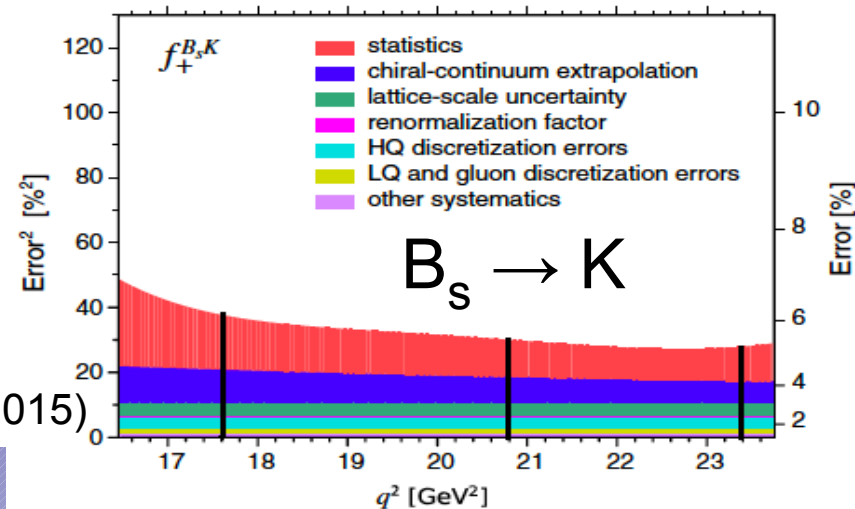 120
100
80
60
40
20
0
Error² [%²]
f₊^{BₛK}
statistics
chiral-continuum extrapolation
lattice-scale uncertainty
renormalization factor
HQ discretization errors
LQ and gluon discretization errors
other systematics
Bₛ → K
10
8
6
4
2
Error [%]
015)
17 18 19 20 21 22 23
q² [GeV²]